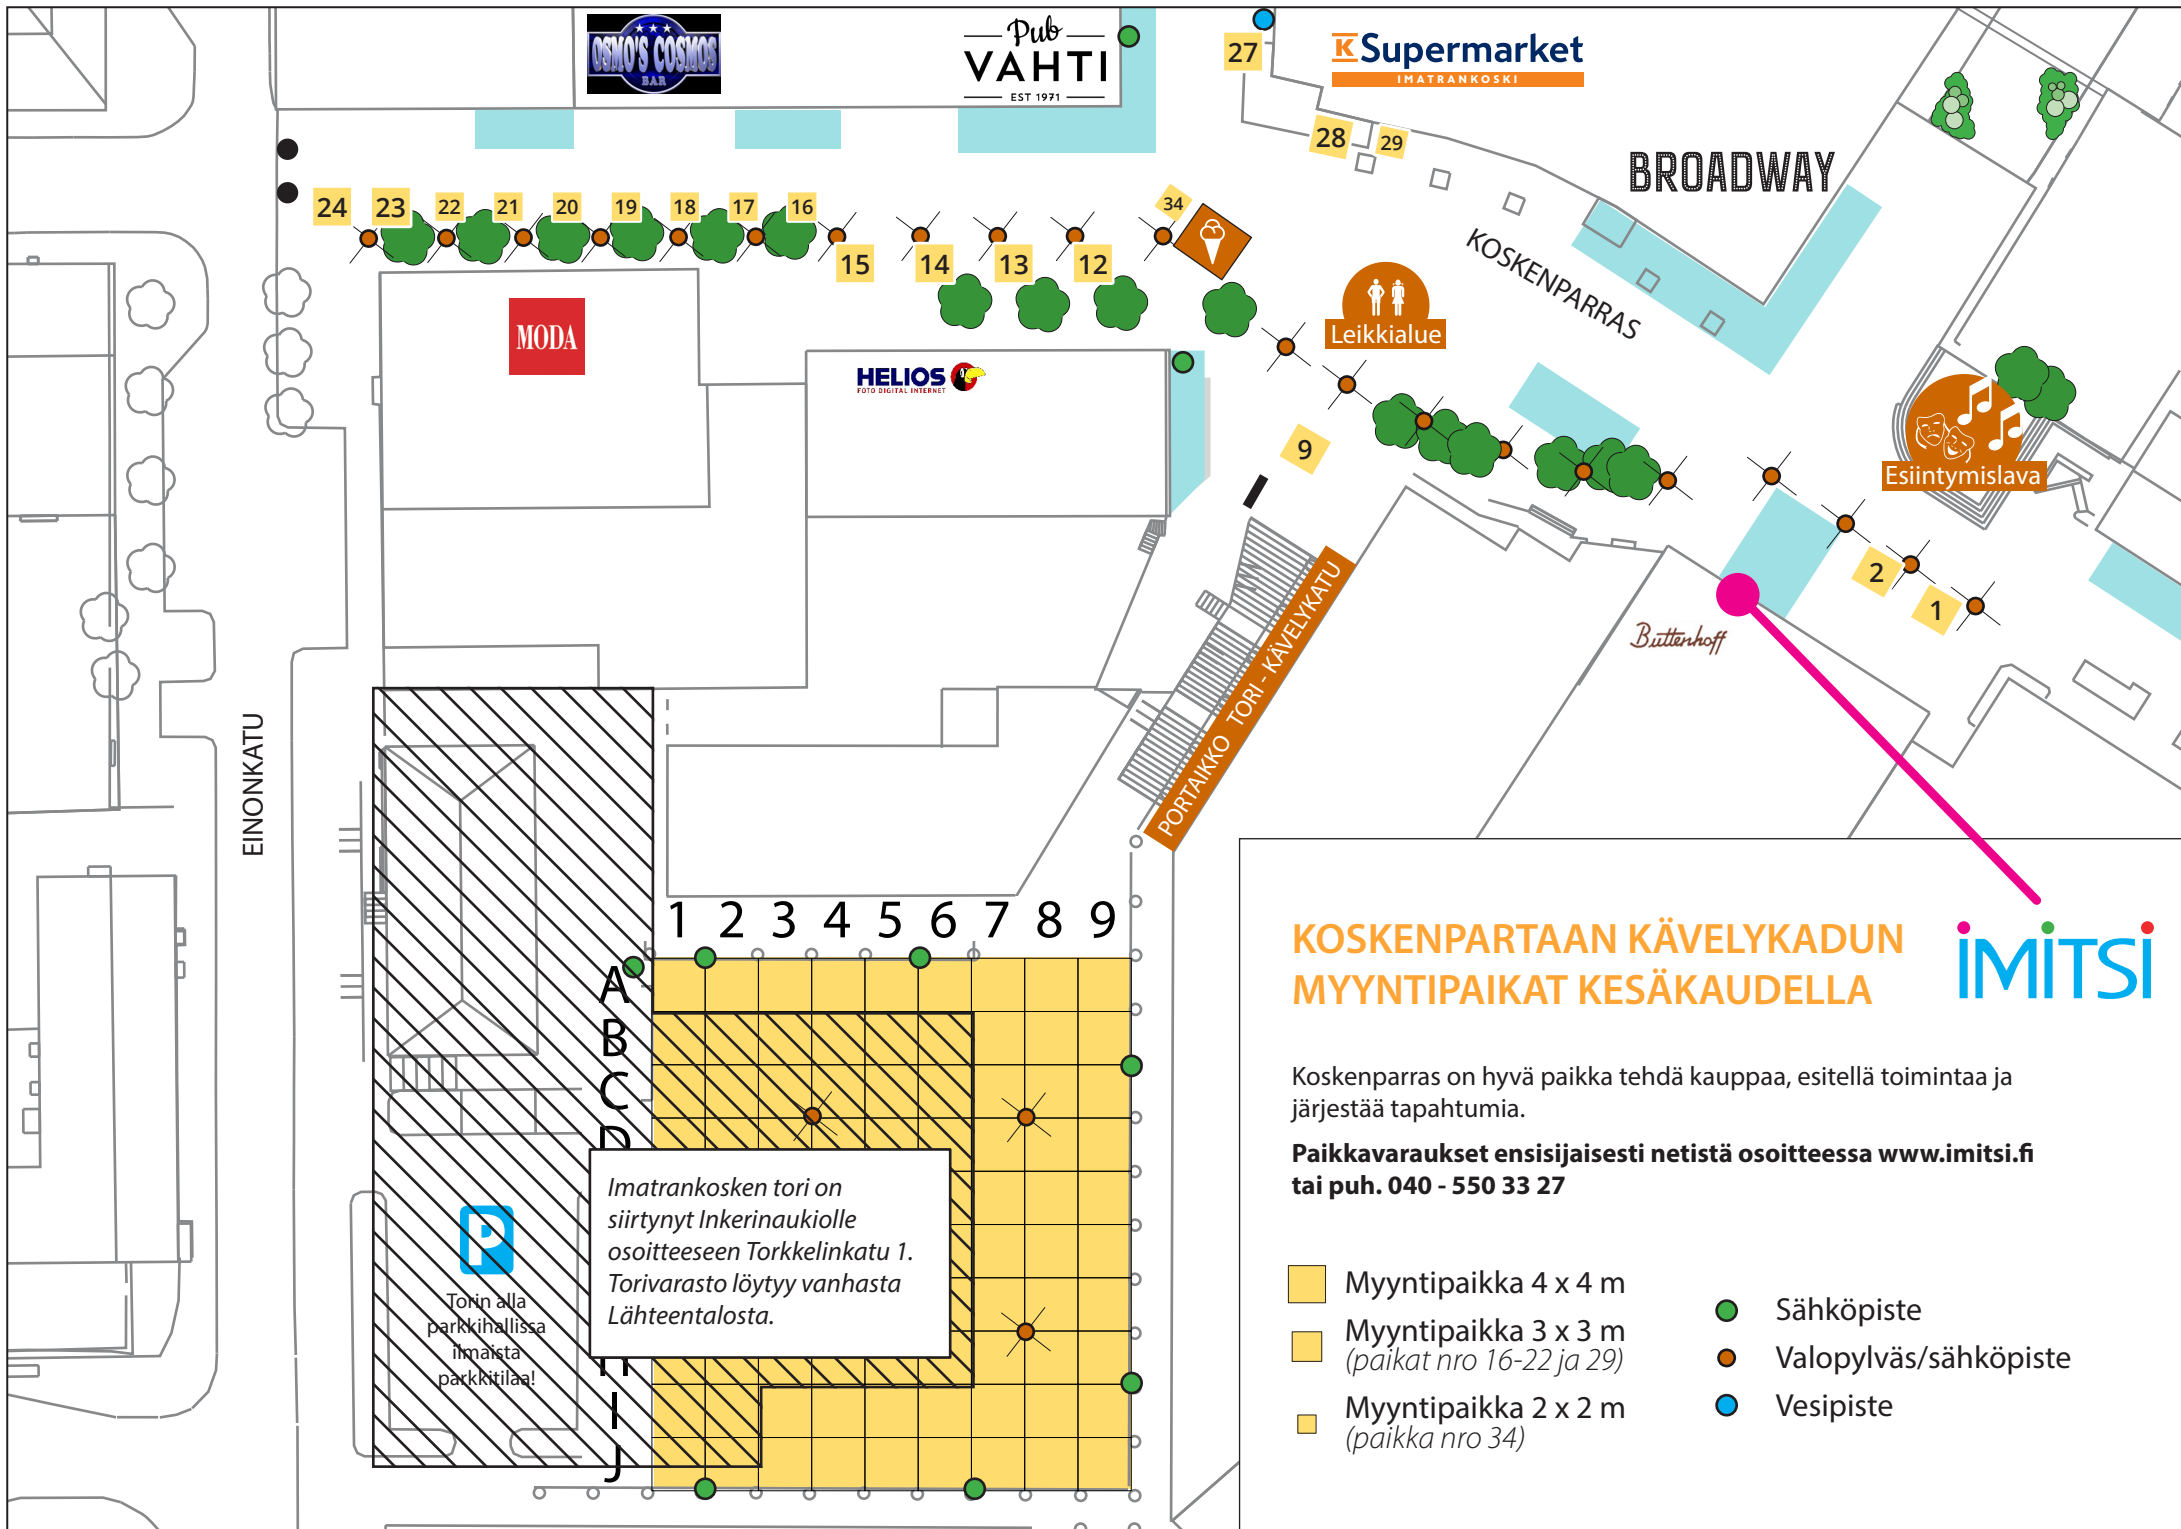 OSMO'S COSMOS
BAR
Pub
VAHTI
EST 1971
27
K Supermarket
IMATRANKOSKI
28
29
BROADWAY
24
23
22
21
20
19
18
17
16
34
15
14
13
12
KOSKENPARRAS
Leikkialue
MODA
HELIOS
FOTO DIGITAL INTERNET
9
Esiintymislava
2
1
Buttenhoff
PORTAIKKO TORI - KÄVELYKATU
EINONKATU
1 2 3 4 5 6 7 8 9
A
B
C
D
H
I
J
Imatrankosken tori on
siirtynyt Inkerinaukiolle
osoitteeseen Torkkelinkatu 1.
Torivarasto löytyy vanhasta
Lähteentalosta.
P
Torin alla
parkkihallissa
ilmaista
parkkitilaa!
KOSKENPARTAAN KÄVELYKADUN
MYYNTIPAIKAT KESÄKAUDELLA
iMiTSi
Koskenparras on hyvä paikka tehdä kauppaa, esitellä toimintaa ja
järjestää tapahtumia.
Paikkavaraukset ensisijaisesti netistä osoitteessa www.imitsi.fi
tai puh. 040 - 550 33 27
Myyntipaikka 4 x 4 m
Myyntipaikka 3 x 3 m
(paikat nro 16-22 ja 29)
Myyntipaikka 2 x 2 m
(paikka nro 34)
Sähköpiste
Valopylväs/sähköpiste
Vesipiste